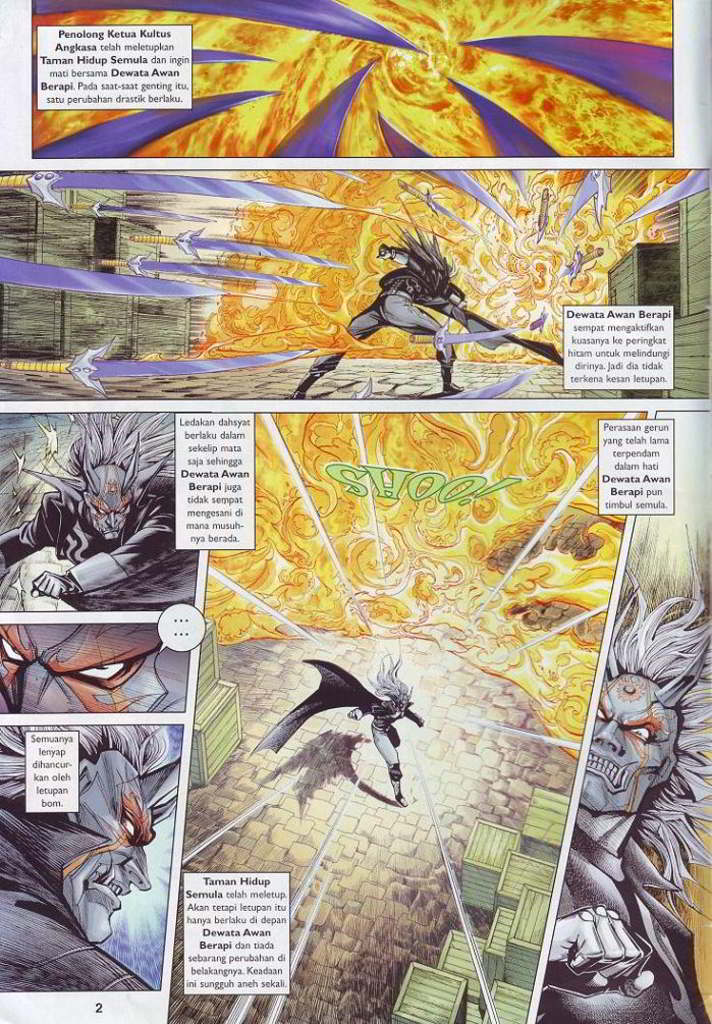 Penolong Ketua Kultus
Angkasa telah meletupkan
Taman Hidup Semula dan ingin
mati bersama Dewata Awan
Berapi. Pada saat-saat genting itu,
satu perubahan drastik berlaku.
Dewata Awan Berapi
sempat mengaktifkan
kuasanya ke peringkat
hitam untuk melindungi
dirinya. Jadi dia tidak
terkena kesan letupan.
Ledakan dahsyat
berlaku dalam
sekelip mata
saja sehingga
Dewata Awan
Berapi juga
tidak sempat
mengesani di
mana musuh-
nya berada.
SHOOO!
Perasaan gerun
yang telah lama
terpendam
dalam hati
Dewata Awan
Berapi pun
timbul semula.
...
...
Semuanya
lenyap
dihancur-
kan oleh
letupan
bom.
Taman Hidup
Semula telah meletup.
Akan tetapi letupan itu
hanya berlaku di depan
Dewata Awan
Berapi dan tiada
sebarang perubahan di
belakangnya. Keadaan
ini sungguh aneh sekali.
2